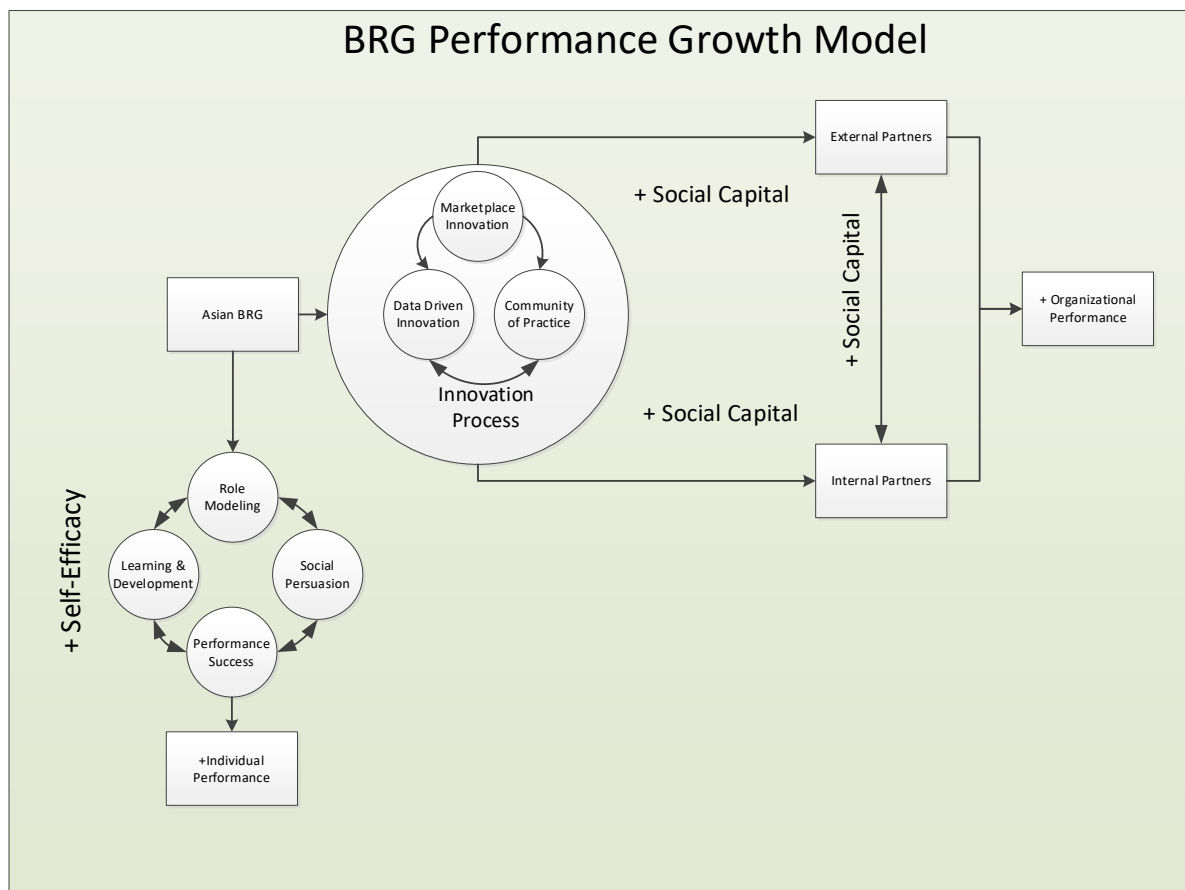 BRG Performance Growth Model
External Partners
+ Social Capital
Marketplace
Innovation
+ Social Capital
Data Driven
Innovation
Community
of Practice
Asian BRG
+ Organizational
Performance
Innovation
Process
+ Social Capital
Internal Partners
Role
Modeling
+ Self-Efficacy
Learning &
Development
Social
Persuasion
Performance
Success
+Individual
Performance